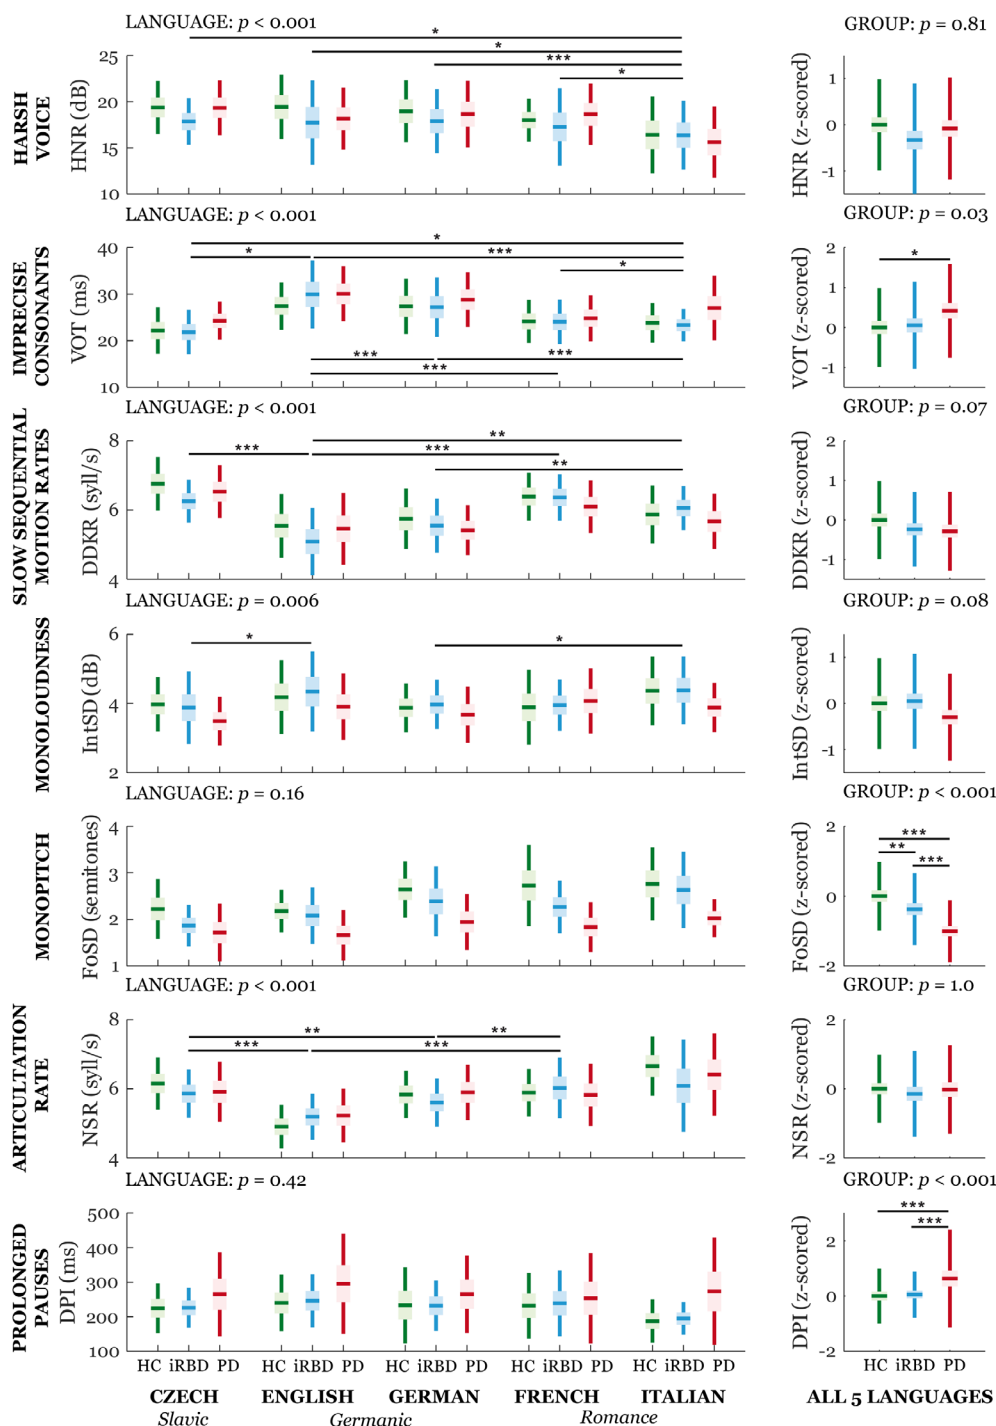 LANGUAGE: p < 0.001
GROUP: p = 0.81
HARSH VOICE
HNR (dB)
25
20
15
10
*
*
***
*
HNR (z-scored)
1
0
-1
LANGUAGE: p < 0.001
GROUP: p = 0.03
IMPRECISE CONSONANTS
VOT (ms)
40
30
20
10
*
*
***
*
***
***
***
VOT (z-scored)
2
1
0
-1
*
LANGUAGE: p < 0.001
GROUP: p = 0.07
SLOW SEQUENTIAL MOTION RATES
DDKR (syll/s)
8
6
4
**
***
***
**
DDKR (z-scored)
2
1
0
-1
LANGUAGE: p = 0.006
GROUP: p = 0.08
MONOLOUDNESS
IntSD (dB)
6
4
2
*
*
IntSD (z-scored)
1
0
-1
LANGUAGE: p = 0.16
GROUP: p < 0.001
MONOPITCH
F0SD (semitones)
4
3
2
1
F0SD (z-scored)
2
0
-2
***
**
***
LANGUAGE: p < 0.001
GROUP: p = 1.0
ARTICULTATION RATE
NSR (syll/s)
8
6
4
**
**
***
***
NSR (z-scored)
2
0
-2
LANGUAGE: p = 0.42
GROUP: p < 0.001
PROLONGED PAUSES
DPI (ms)
500
400
300
200
100
DPI (z-scored)
2
0
-2
***
***
HC iRBD PD HC iRBD PD HC iRBD PD HC iRBD PD HC iRBD PD HC iRBD PD
CZECH ENGLISH GERMAN FRENCH ITALIAN ALL 5 LANGUAGES
Slavic Germanic Romance